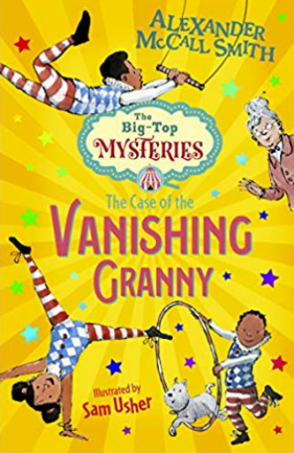 ALEXANDER
McCALL SMITH
The
BIG-TOP
MYSTERIES
The Case of the
VANISHING
GRANNY
Illustrated by
SAM USHER